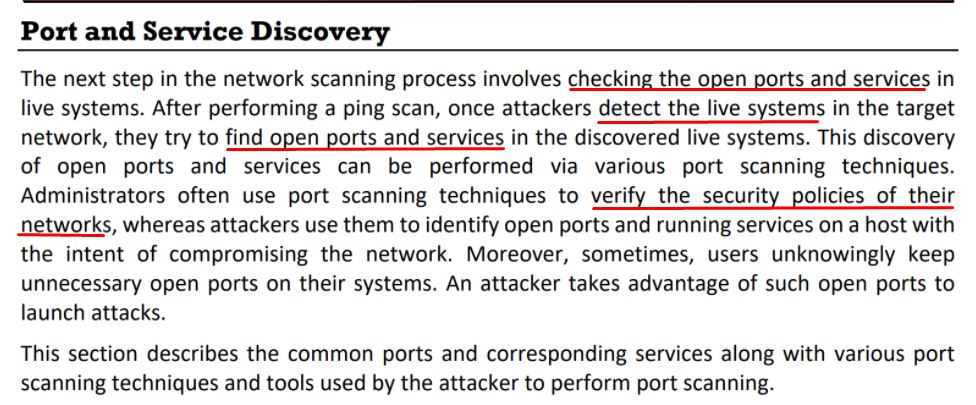 Port and Service Discovery
The next step in the network scanning process involves checking the open ports and services in
live systems. After performing a ping scan, once attackers detect the live systems in the target
network, they try to find open ports and services in the discovered live systems. This discovery
of open ports and services can be performed via various port scanning techniques.
Administrators often use port scanning techniques to verify the security policies of their
networks, whereas attackers use them to identify open ports and running services on a host with
the intent of compromising the network. Moreover, sometimes, users unknowingly keep
unnecessary open ports on their systems. An attacker takes advantage of such open ports to
launch attacks.
This section describes the common ports and corresponding services along with various port
scanning techniques and tools used by the attacker to perform port scanning.